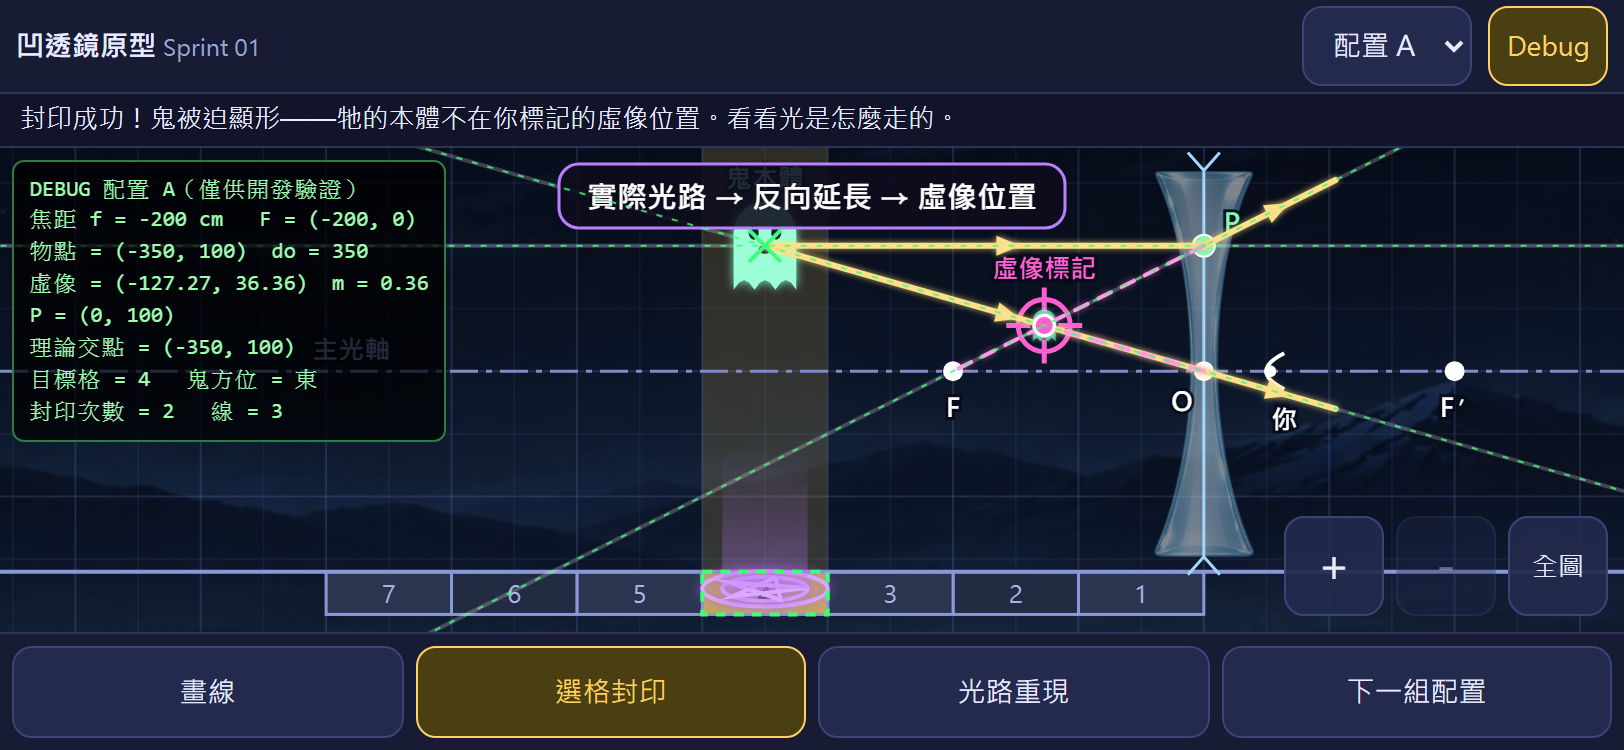 凹透鏡原型 Sprint 01
配置 A
Debug
封印成功！鬼被迫顯形——牠的本體不在你標記的虛像位置。看看光是怎麼走的。
DEBUG 配置 A（僅供開發驗證）
焦距 f = -200 cm F = (-200, 0)
物點 = (-350, 100) do = 350
虛像 = (-127.27, 36.36) m = 0.36
P = (0, 100)
理論交點 = (-350, 100)
目標格 = 4 鬼方位 = 東
封印次數 = 2 線 = 3
主光軸
鬼本體
實際光路 → 反向延長 → 虛像位置
P
虛像標記
F
O
你
F′
7
6
5
3
2
1
+
-
全圖
畫線
選格封印
光路重現
下一組配置